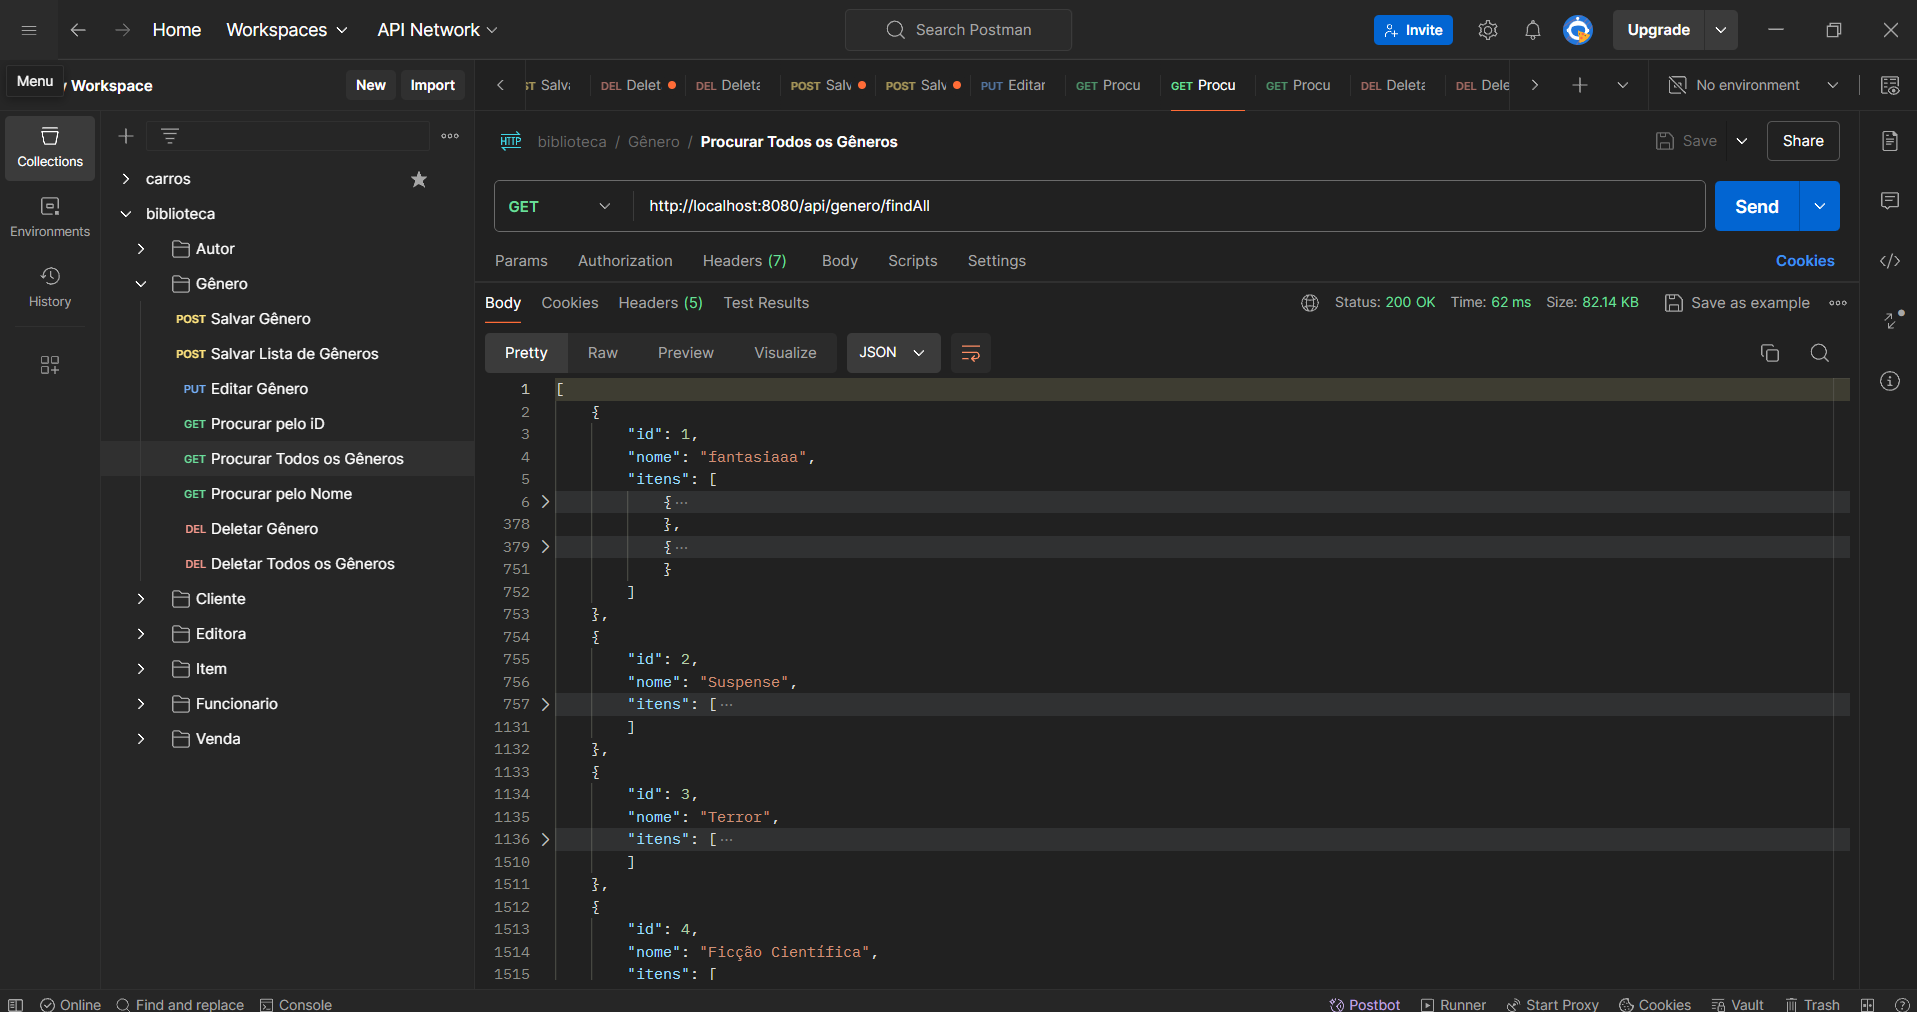 Home Workspaces API Network Search Postman Invite Upgrade
Menu Workspace New Import
Salv DEL Delet DEL Delet POST Salv POST Salv PUT Editar GET Procu GET Procu GET Procu DEL Delet DEL Dele No environment
Collections
Environments
History
carros
biblioteca
Autor
Gênero
POST Salvar Gênero
POST Salvar Lista de Gêneros
PUT Editar Gênero
GET Procurar pelo iD
GET Procurar Todos os Gêneros
GET Procurar pelo Nome
DEL Deletar Gênero
DEL Deletar Todos os Gêneros
Cliente
Editora
Item
Funcionario
Venda
HTTP biblioteca / Gênero / Procurar Todos os Gêneros Save Share
GET http://localhost:8080/api/genero/findAll Send
Params Authorization Headers (7) Body Scripts Settings Cookies
Body Cookies Headers (5) Test Results Status: 200 OK Time: 62 ms Size: 82.14 KB Save as example
Pretty Raw Preview Visualize JSON
1 [
2 {
3 "id": 1,
4 "nome": "fantasiaaa",
5 "itens": [
6 { ···
378 },
379 { ···
751 }
752 ]
753 },
754 {
755 "id": 2,
756 "nome": "Suspense",
757 "itens": [ ···
1131 ]
1132 },
1133 {
1134 "id": 3,
1135 "nome": "Terror",
1136 "itens": [ ···
1510 ]
1511 },
1512 {
1513 "id": 4,
1514 "nome": "Ficção Científica",
1515 "itens": [
Online Find and replace Console Postbot Runner Start Proxy Cookies Vault Trash